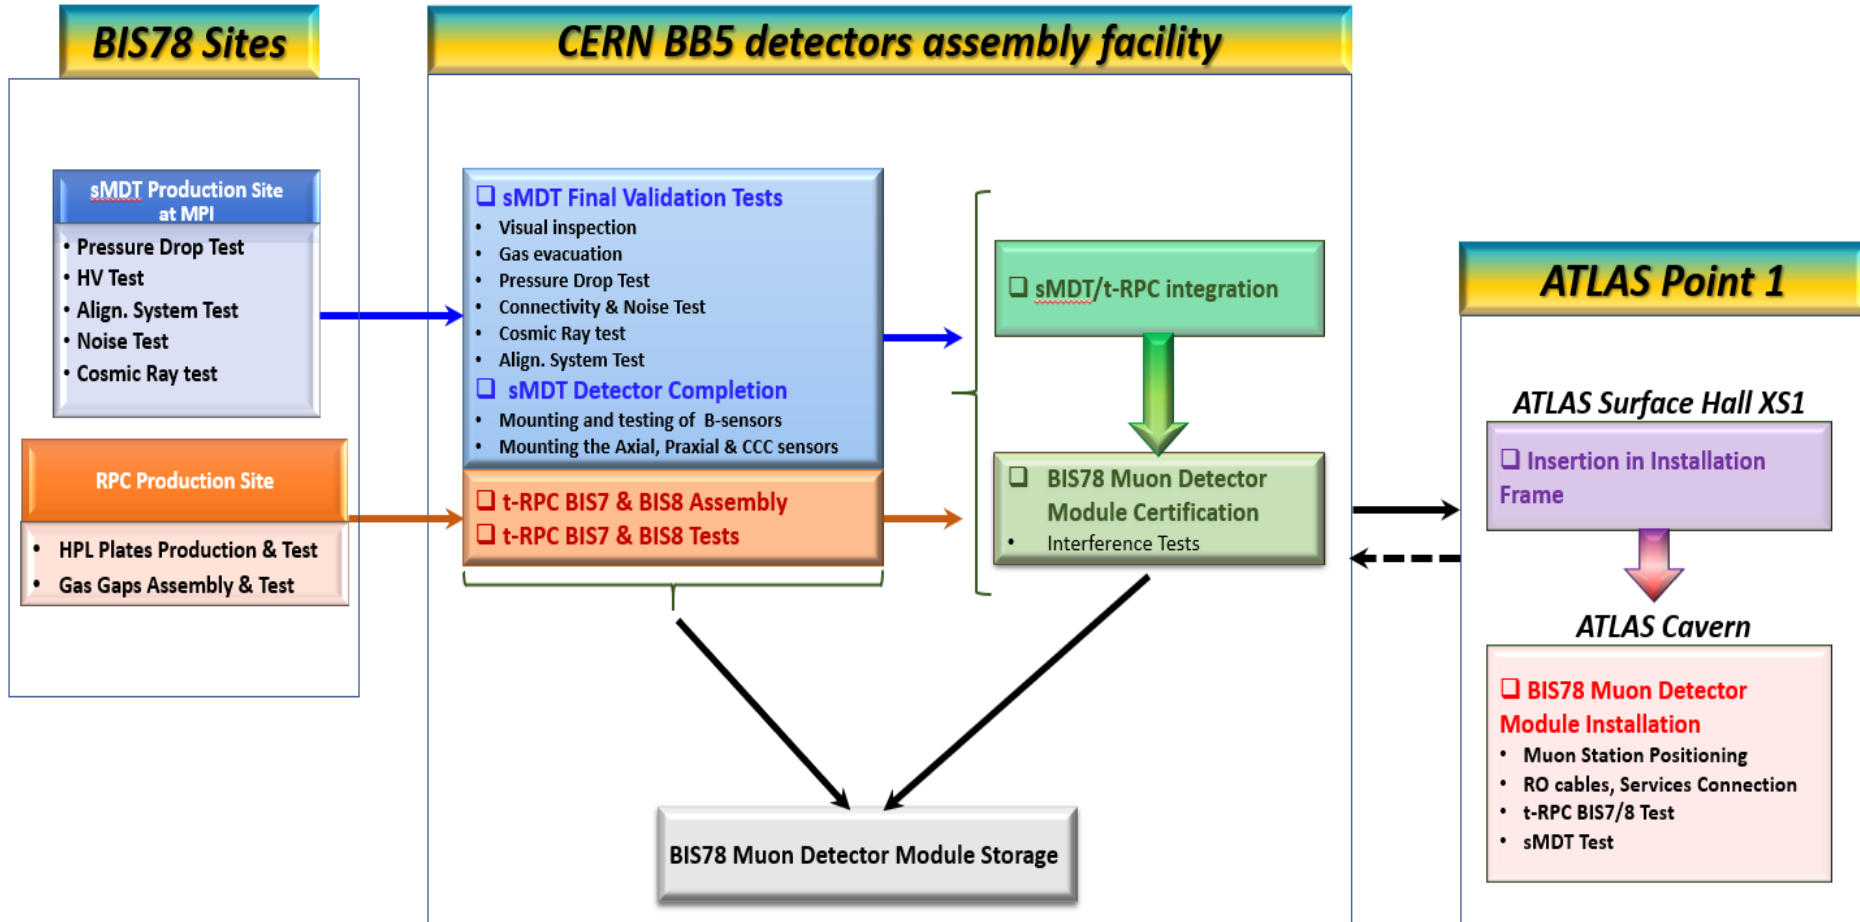 BIS78 Sites
sMDT Production Site
at MPI
• Pressure Drop Test
• HV Test
• Align. System Test
• Noise Test
• Cosmic Ray test
RPC Production Site
• HPL Plates Production & Test
• Gas Gaps Assembly & Test
CERN BB5 detectors assembly facility
❑ sMDT Final Validation Tests
• Visual inspection
• Gas evacuation
• Pressure Drop Test
• Connectivity & Noise Test
• Cosmic Ray test
• Align. System Test
❑ sMDT Detector Completion
• Mounting and testing of B-sensors
• Mounting the Axial, Praxial & CCC sensors
❑ t-RPC BIS7 & BIS8 Assembly
❑ t-RPC BIS7 & BIS8 Tests
❑ sMDT/t-RPC integration
❑ BIS78 Muon Detector
Module Certification
• Interference Tests
BIS78 Muon Detector Module Storage
ATLAS Point 1
ATLAS Surface Hall XS1
❑ Insertion in Installation
Frame
ATLAS Cavern
❑ BIS78 Muon Detector
Module Installation
• Muon Station Positioning
• RO cables, Services Connection
• t-RPC BIS7/8 Test
• sMDT Test